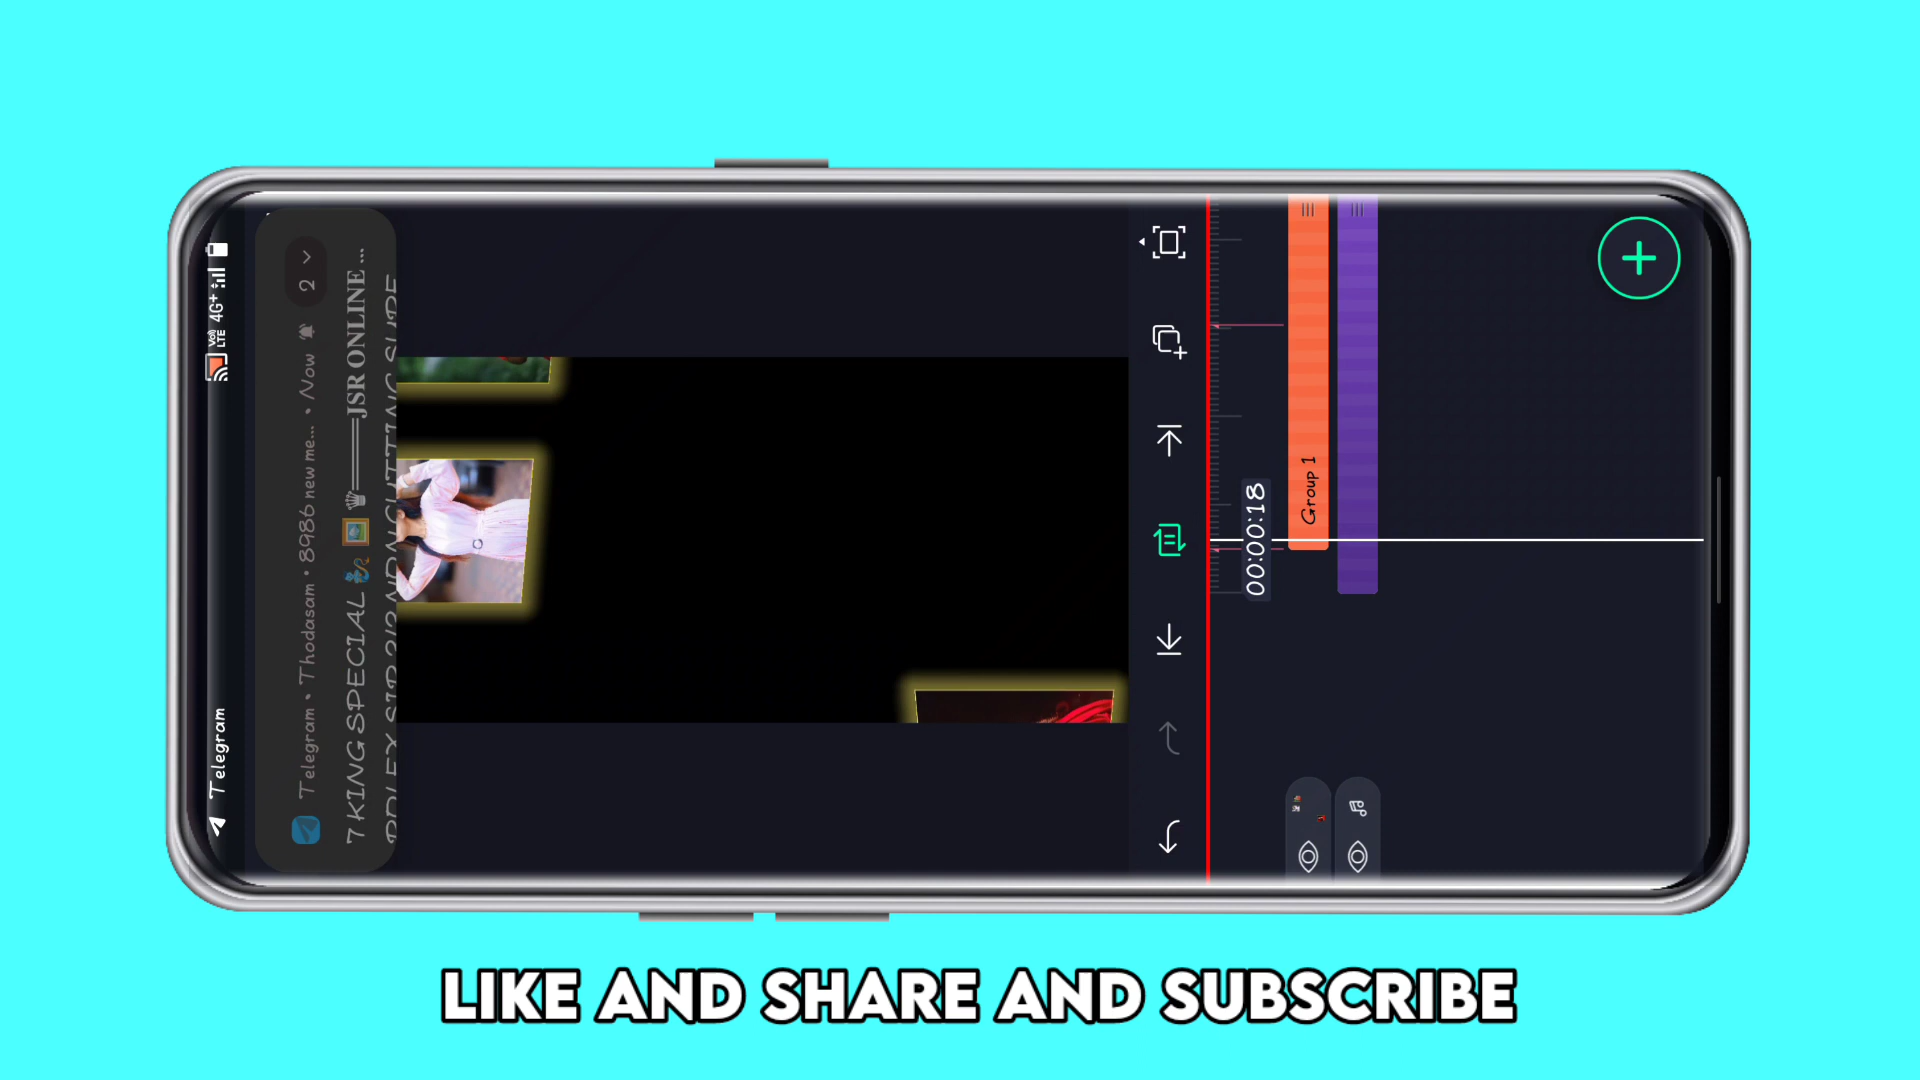 Telegram
VoLTE 4G+
Telegram • Thodasam • 8986 new me... • Now
2
7 KING SPECIAL ═══════JSR ONLINE ...
00:00:18
Group 1
LIKE AND SHARE AND SUBSCRIBE